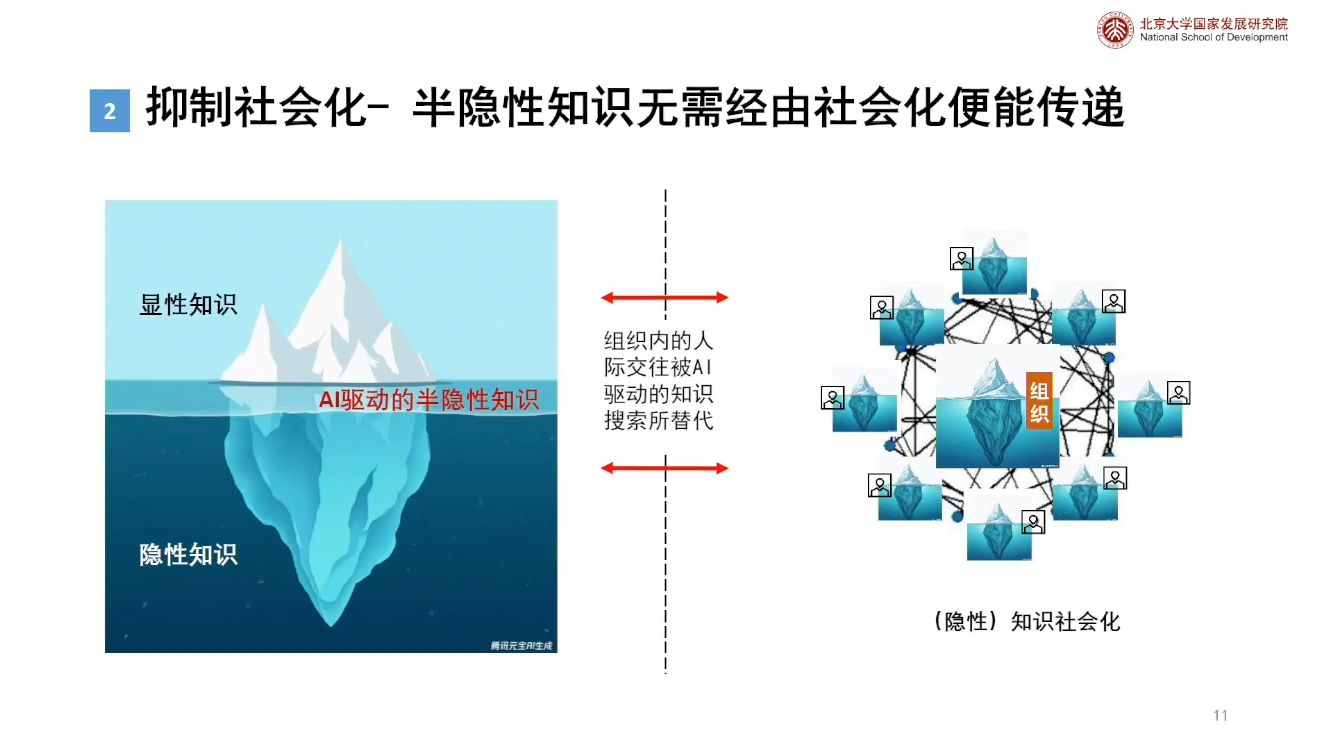 北京大学国家发展研究院
National School of Development
2
抑制社会化- 半隐性知识无需经由社会化便能传递
显性知识
AI驱动的半隐性知识
隐性知识
腾讯元宝AI生成
组织内的人
际交往被AI
驱动的知识
搜索所替代
组
织
(隐性) 知识社会化
11